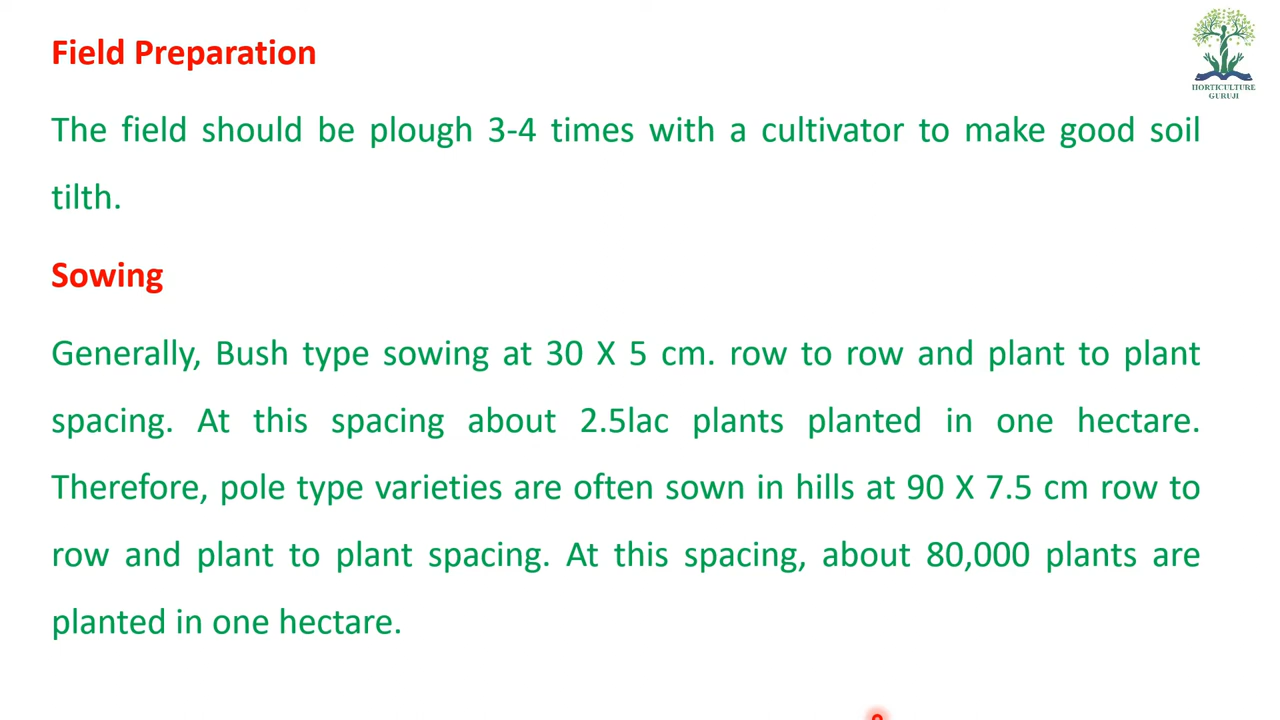 Field Preparation
HORTICULTURE
GURUJI
The field should be plough 3-4 times with a cultivator to make good soil
tilth.
Sowing
Generally, Bush type sowing at 30 X 5 cm. row to row and plant to plant
spacing. At this spacing about 2.5lac plants planted in one hectare.
Therefore, pole type varieties are often sown in hills at 90 X 7.5 cm row to
row and plant to plant spacing. At this spacing, about 80,000 plants are
planted in one hectare.